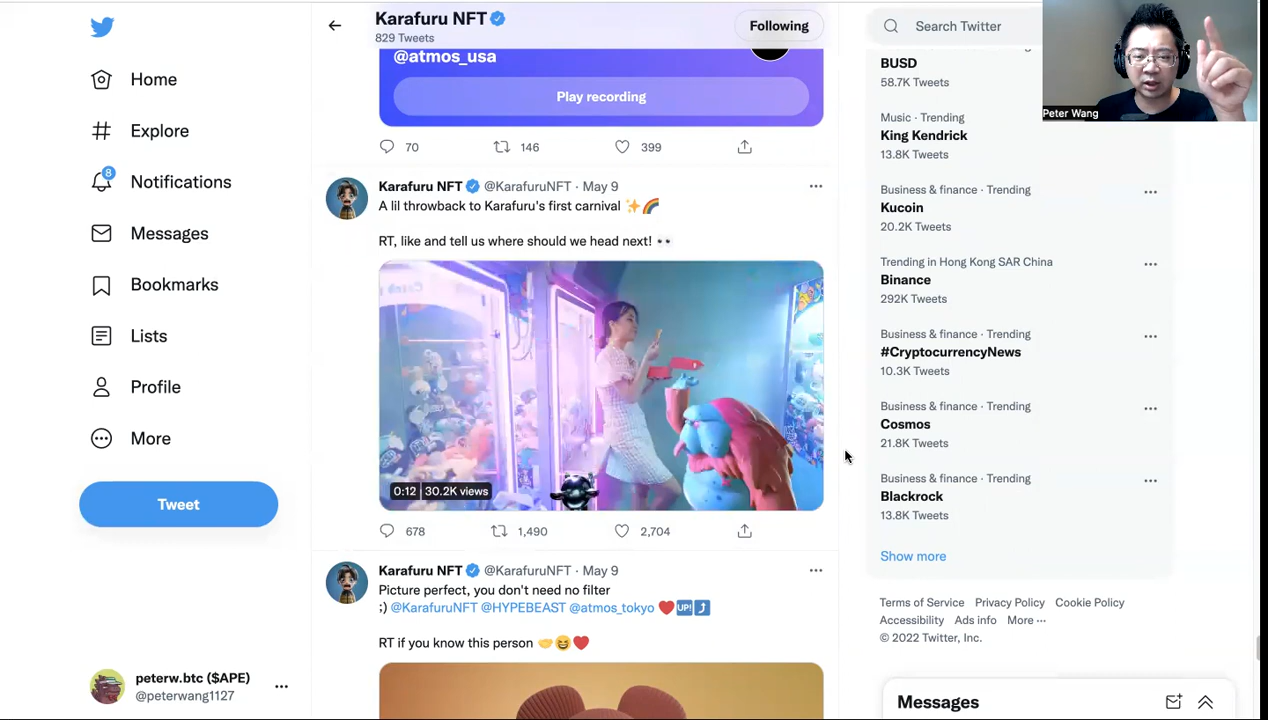 Home
Explore
8
Notifications
Messages
Bookmarks
Lists
Profile
More
Tweet
peterw.btc ($APE)
@peterwang1127
Karafuru NFT
829 Tweets
Following
@atmos_usa
Play recording
70 146 399
Karafuru NFT @KarafuruNFT · May 9
A lil throwback to Karafuru's first carnival ✨🌈
RT, like and tell us where should we head next! 👀
0:12 30.2K views
678 1,490 2,704
Karafuru NFT @KarafuruNFT · May 9
Picture perfect, you don't need no filter
;) @KarafuruNFT @HYPEBEAST @atmos_tokyo ❤️🆙⤴️
RT if you know this person 🤝😆❤️
Search Twitter
BUSD
58.7K Tweets
Music · Trending
King Kendrick
13.8K Tweets
Business & finance · Trending
Kucoin
20.2K Tweets
Trending in Hong Kong SAR China
Binance
292K Tweets
Business & finance · Trending
#CryptocurrencyNews
10.3K Tweets
Business & finance · Trending
Cosmos
21.8K Tweets
Business & finance · Trending
Blackrock
13.8K Tweets
Show more
Terms of Service Privacy Policy Cookie Policy
Accessibility Ads info More ···
© 2022 Twitter, Inc.
Messages
Peter Wang